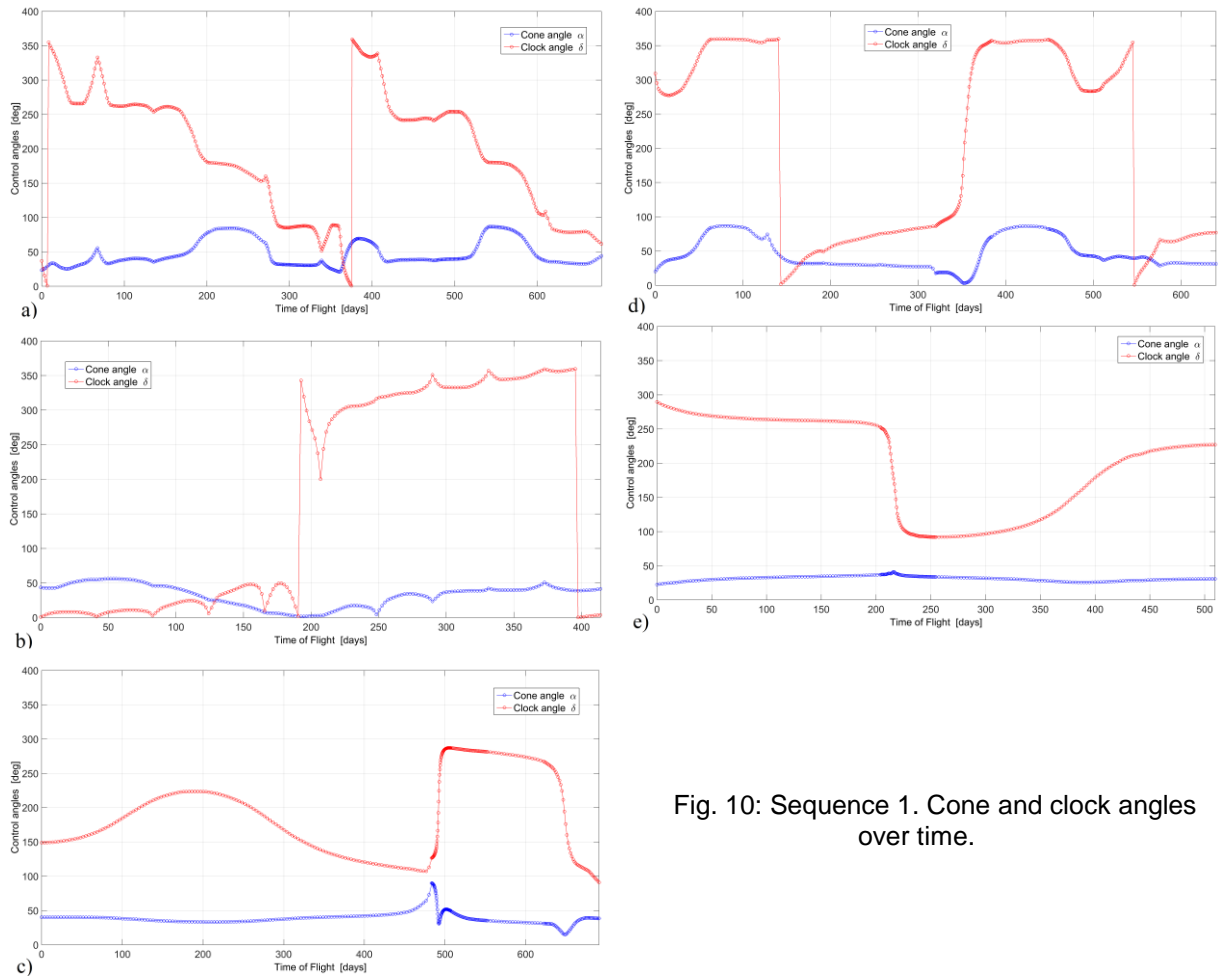 400
350
300
250
200
150
100
50
0
Control angles [deg]
Cone angle α
Clock angle δ
0 100 200 300 400 500 600
Time of Flight [days]
a)
400
350
300
250
200
150
100
50
0
Control angles [deg]
Cone angle α
Clock angle δ
0 50 100 150 200 250 300 350 400
Time of Flight [days]
b)
400
350
300
250
200
150
100
50
0
Control angles [deg]
Cone angle α
Clock angle δ
0 100 200 300 400 500 600
Time of Flight [days]
c)
400
350
300
250
200
150
100
50
0
Control angles [deg]
Cone angle α
Clock angle δ
0 100 200 300 400 500 600
Time of Flight [days]
d)
400
350
300
250
200
150
100
50
0
Control angles [deg]
Cone angle α
Clock angle δ
0 50 100 150 200 250 300 350 400 450 500
Time of Flight [days]
e)
Fig. 10: Sequence 1. Cone and clock angles
over time.